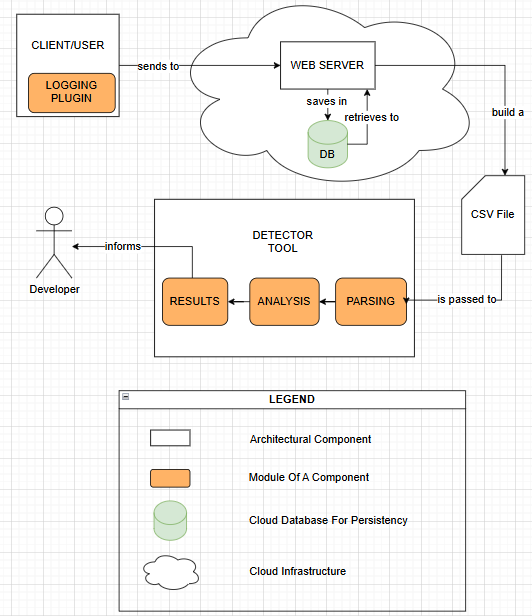 CLIENT/USER
LOGGING
PLUGIN
sends to
WEB SERVER
saves in
retrieves to
DB
build a
CSV File
is passed to
DETECTOR
TOOL
PARSING
ANALYSIS
RESULTS
informs
Developer
LEGEND
Architectural Component
Module Of A Component
Cloud Database For Persistency
Cloud Infrastructure